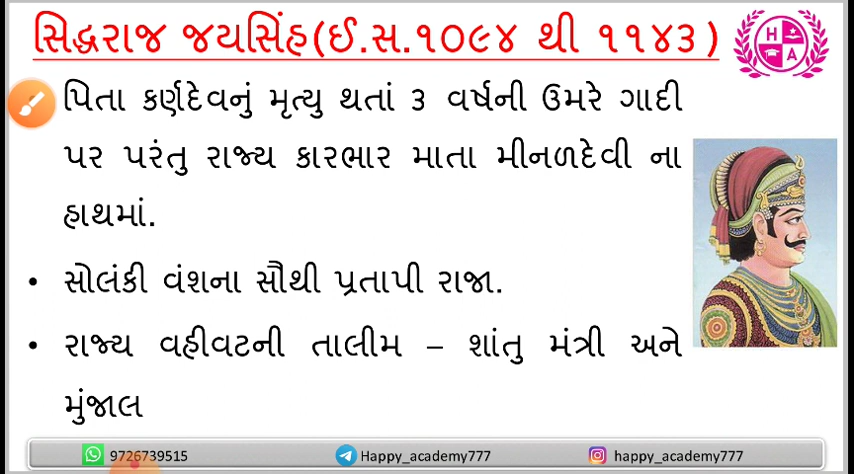 સિદ્ધરાજ જયસિંહ(ઈ.સ.૧૦૯૪ થી ૧૧૪૩)
H A
પિતા કર્ણદેવનું મૃત્યુ થતાં 3 વર્ષની ઉમરે ગાદી
પર પરંતુ રાજ્ય કારભાર માતા મીનળદેવી ના
હાથમાં.
• સોલંકી વંશના સૌથી પ્રતાપી રાજા.
• રાજ્ય વહીવટની તાલીમ – શાંતુ મંત્રી અને
મુંજાલ
9726739515 Happy_academy777 happy_academy777